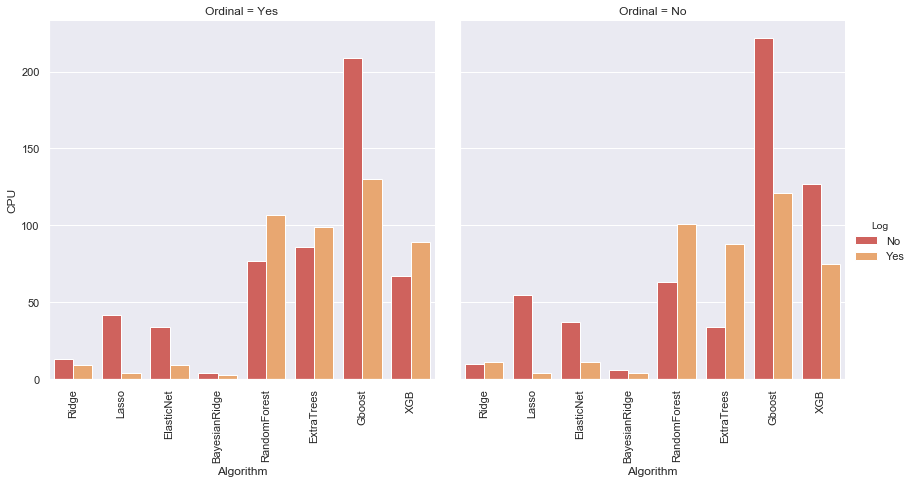 Ordinal = Yes
Ordinal = No
CPU
200
150
100
50
0
Ridge
Lasso
ElasticNet
BayesianRidge
RandomForest
ExtraTrees
Gboost
XGB
Algorithm
Ridge
Lasso
ElasticNet
BayesianRidge
RandomForest
ExtraTrees
Gboost
XGB
Algorithm
Log
No
Yes